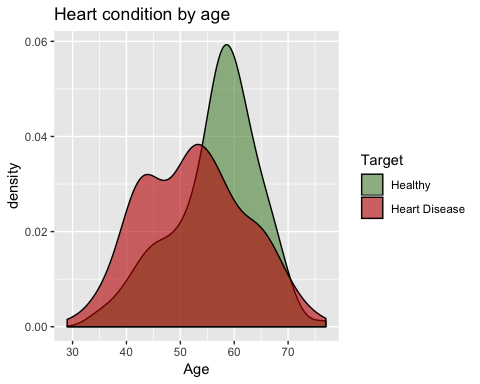 Heart condition by age
0.06
0.04
0.02
0.00
density
30 40 50 60 70
Age
Target
Healthy
Heart Disease